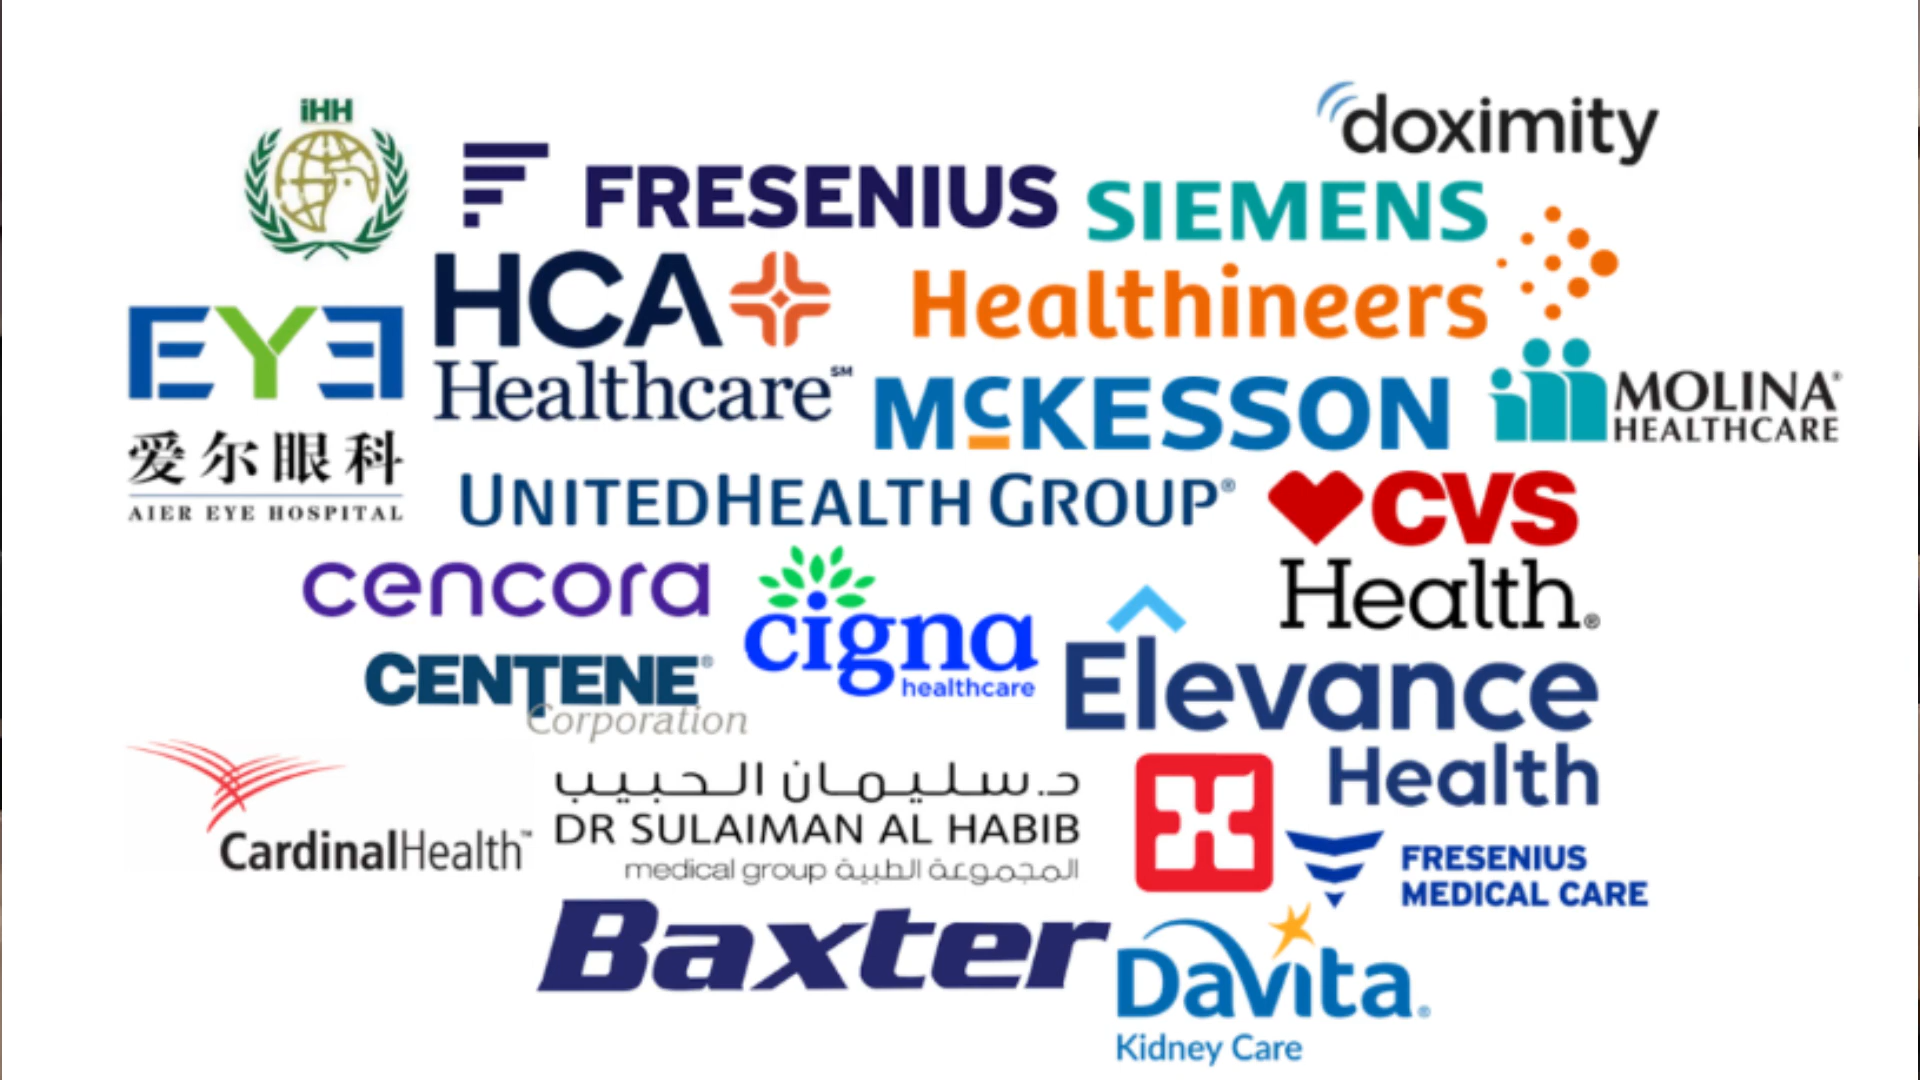 iHH
doximity
FRESENIUS
SIEMENS
Healthineers
HCA
Healthcare℠
EYE
爱尔眼科
AIER EYE HOSPITAL
MCKESSON
MOLINA®
HEALTHCARE
UNITEDHEALTH GROUP®
CVS
Health®
cencora
cigna
healthcare
CENTENE®
Corporation
Elevance
Health
CardinalHealth™
د.سليمان الحبيب
DR SULAIMAN AL HABIB
medical group المجموعة الطبية
FRESENIUS
MEDICAL CARE
Baxter
DaVita®
Kidney Care